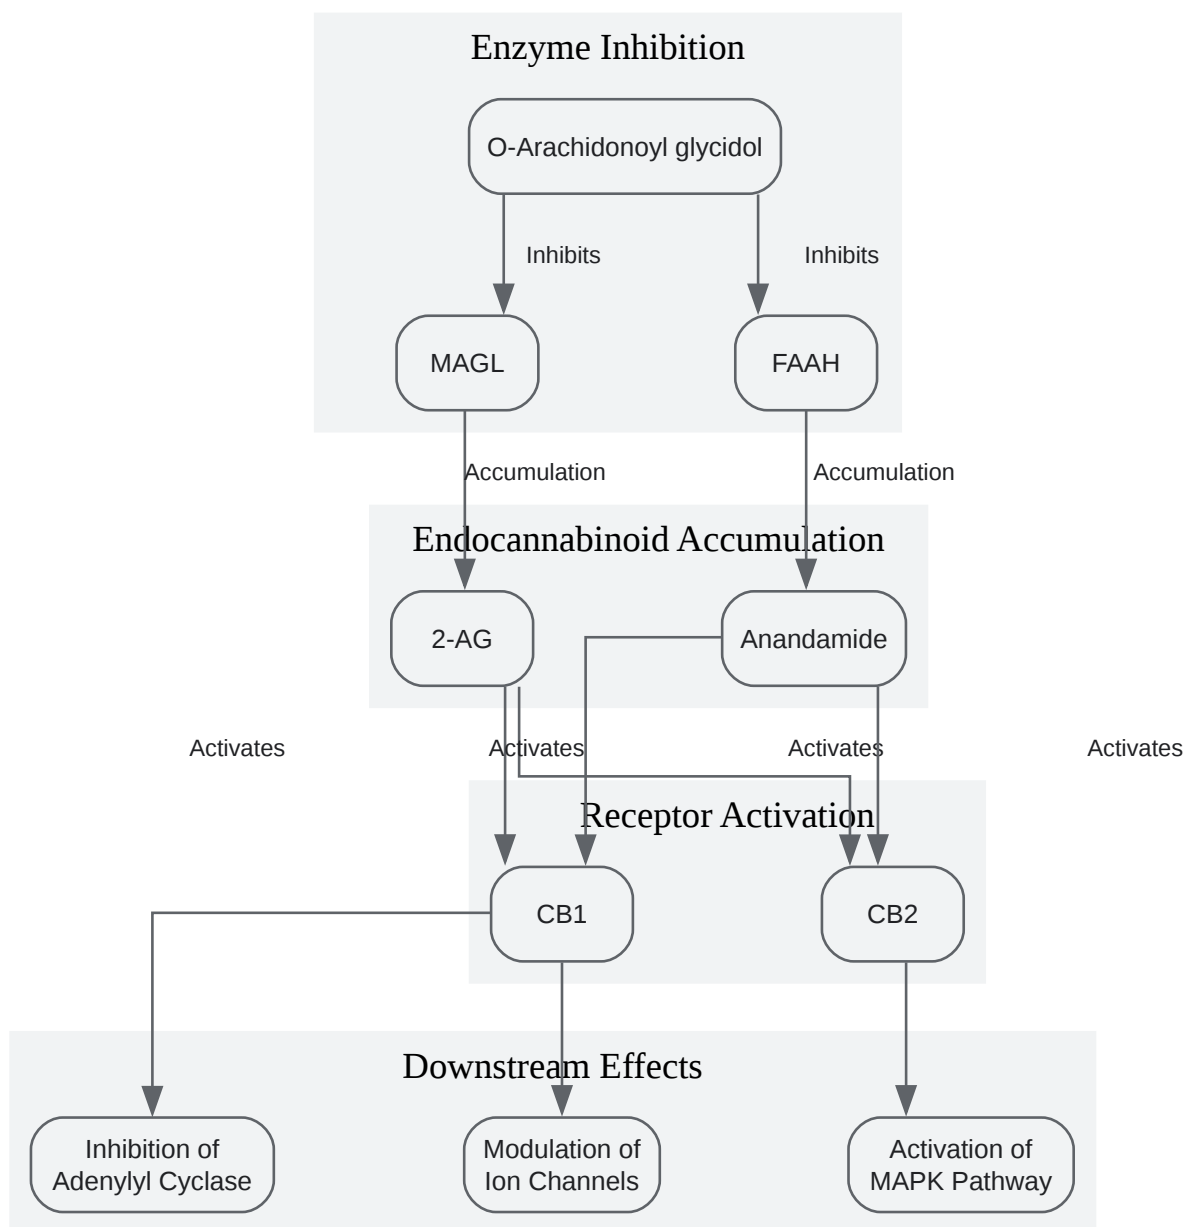 Enzyme Inhibition
O-Arachidonoyl glycidol
Inhibits
Inhibits
MAGL
FAAH
Accumulation
Accumulation
Endocannabinoid Accumulation
2-AG
Anandamide
Activates
Activates
Activates
Activates
Receptor Activation
CB1
CB2
Downstream Effects
Inhibition of
Adenylyl Cyclase
Modulation of
Ion Channels
Activation of
MAPK Pathway